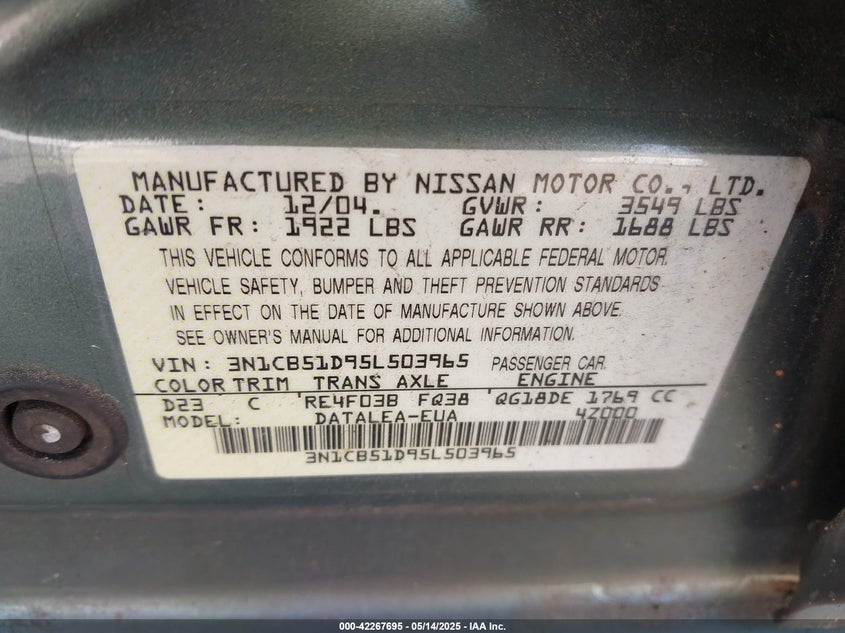 MANUFACTURED BY NISSAN MOTOR CO., LTD.
DATE: 12/04. GVWR: 3549 LBS
GAWR FR: 1922 LBS GAWR RR: 1688 LBS
THIS VEHICLE CONFORMS TO ALL APPLICABLE FEDERAL MOTOR
VEHICLE SAFETY, BUMPER AND THEFT PREVENTION STANDARDS
IN EFFECT ON THE DATE OF MANUFACTURE SHOWN ABOVE.
SEE OWNER'S MANUAL FOR ADDITIONAL INFORMATION.
VIN: 3N1CB51D95L503965 PASSENGER CAR
COLOR TRIM TRANS AXLE ENGINE
D23 C RE4F03B FQ38 QG18DE 1769 CC
MODEL: DATALEA-EUA 4Z000
3N1CB51D95L503965
000-42267695 - 05/14/2025 - IAA Inc.